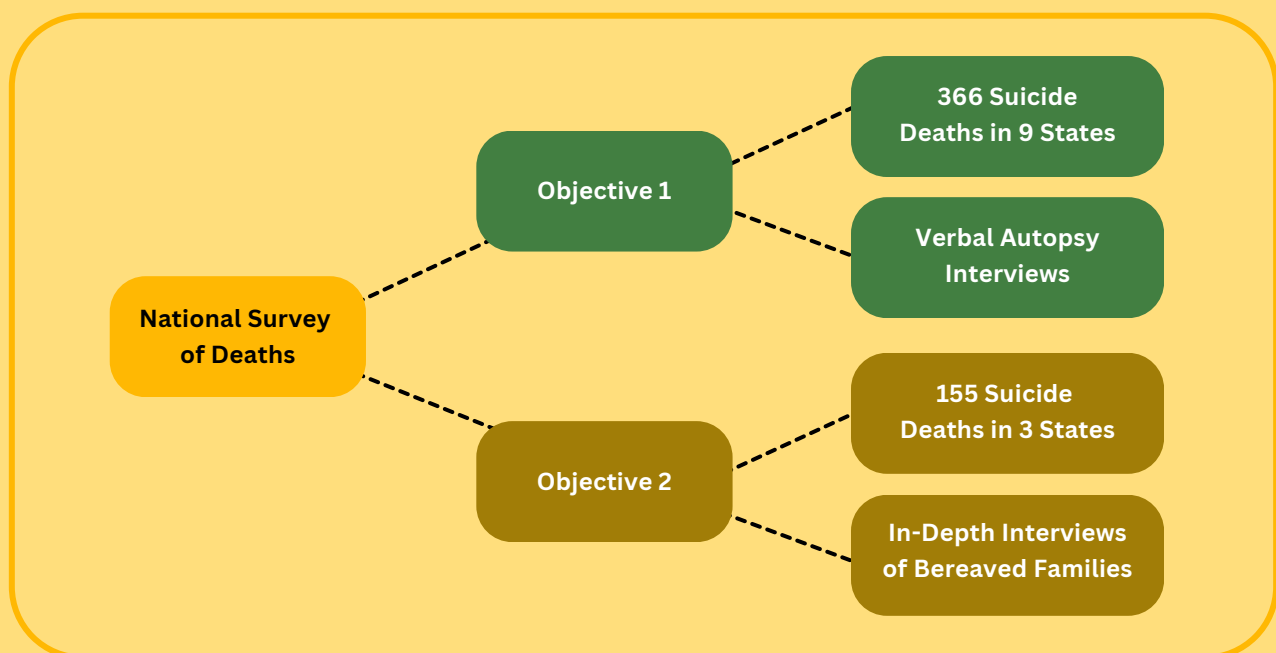 National Survey
of Deaths
Objective 1
366 Suicide
Deaths in 9 States
Verbal Autopsy
Interviews
Objective 2
155 Suicide
Deaths in 3 States
In-Depth Interviews
of Bereaved Families